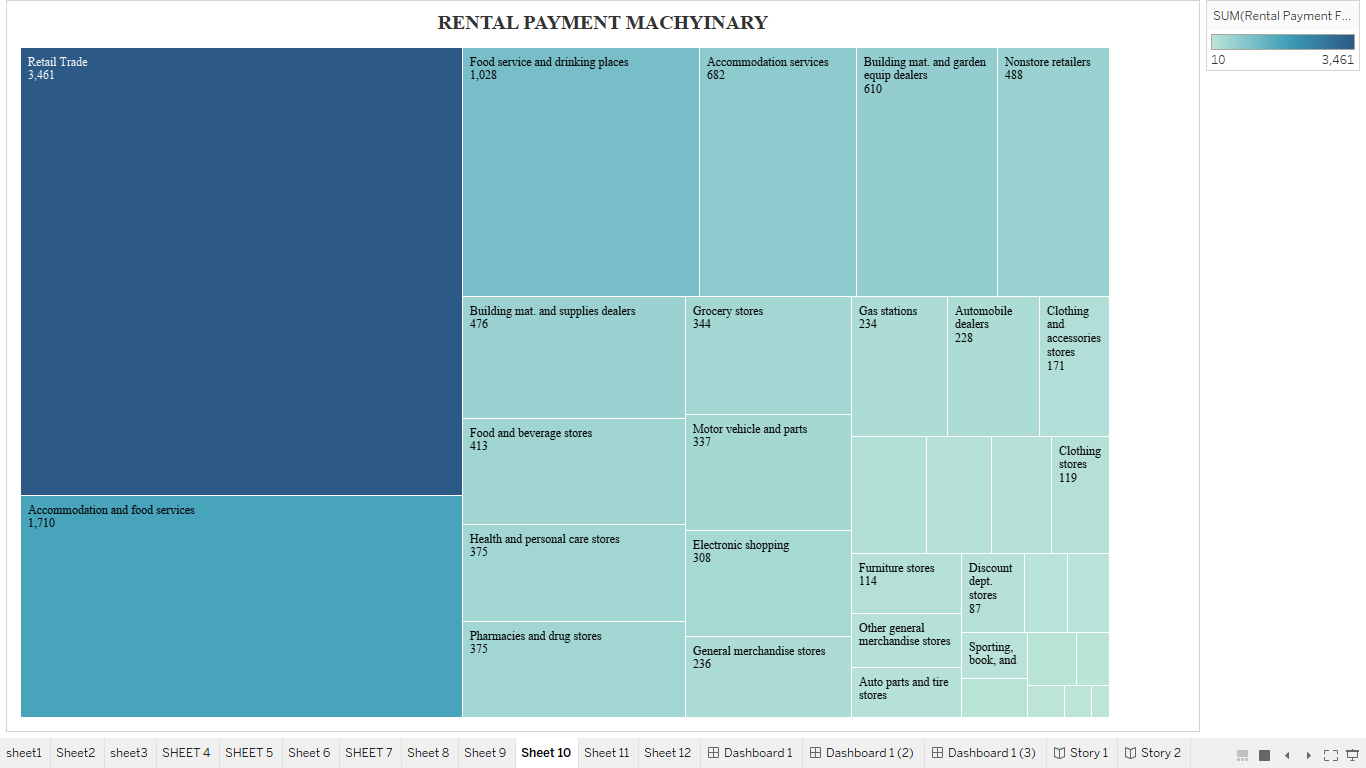 RENTAL PAYMENT MACHYINARY
SUM(Rental Payment F...
10 3,461
Retail Trade
3,461
Food service and drinking places
1,028
Accommodation services
682
Building mat. and garden
equip dealers
610
Nonstore retailers
488
Building mat. and supplies dealers
476
Grocery stores
344
Gas stations
234
Automobile
dealers
228
Clothing
and
accessories
stores
171
Food and beverage stores
413
Motor vehicle and parts
337
Clothing
stores
119
Accommodation and food services
1,710
Health and personal care stores
375
Electronic shopping
308
Furniture stores
114
Discount
dept.
stores
87
Other general
merchandise stores
Pharmacies and drug stores
375
General merchandise stores
236
Sporting,
book, and
Auto parts and tire
stores
sheet1 Sheet2 sheet3 SHEET 4 SHEET 5 Sheet 6 SHEET 7 Sheet 8 Sheet 9 Sheet 10 Sheet 11 Sheet 12 Dashboard 1 Dashboard 1 (2) Dashboard 1 (3) Story 1 Story 2